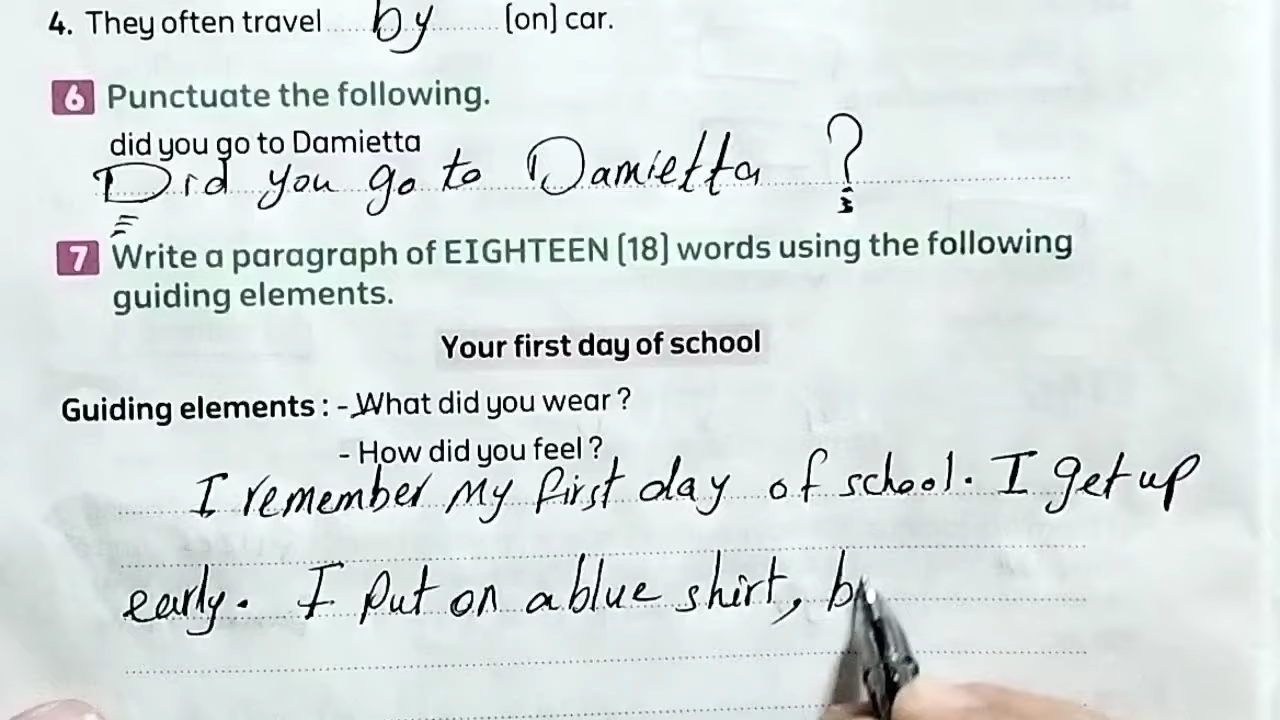 4. They often travel ..... by ..... [on] car.
6 Punctuate the following.
did you go to Damietta
Did you go to Damietta ?
7 Write a paragraph of EIGHTEEN [18] words using the following
guiding elements.
Your first day of school
Guiding elements : - What did you wear ?
- How did you feel ?
I remember my first day of school. I get up
early. I put on a blue shirt, b